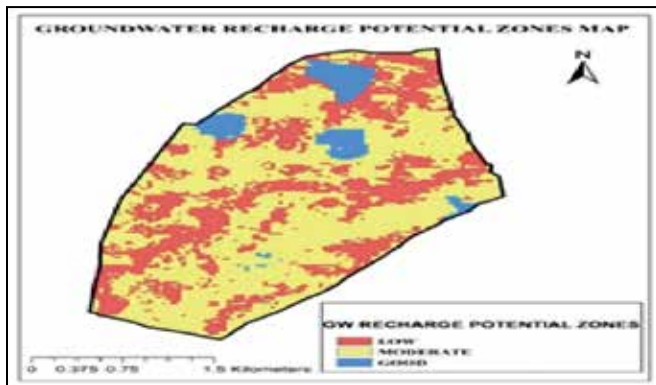 GROUNDWATER RECHARGE POTENTIAL ZONES MAP
N
GW RECHARGE POTENTIAL ZONES
LOW
MODERATE
GOOD
0 0.375 0.75 1.5 Kilometers